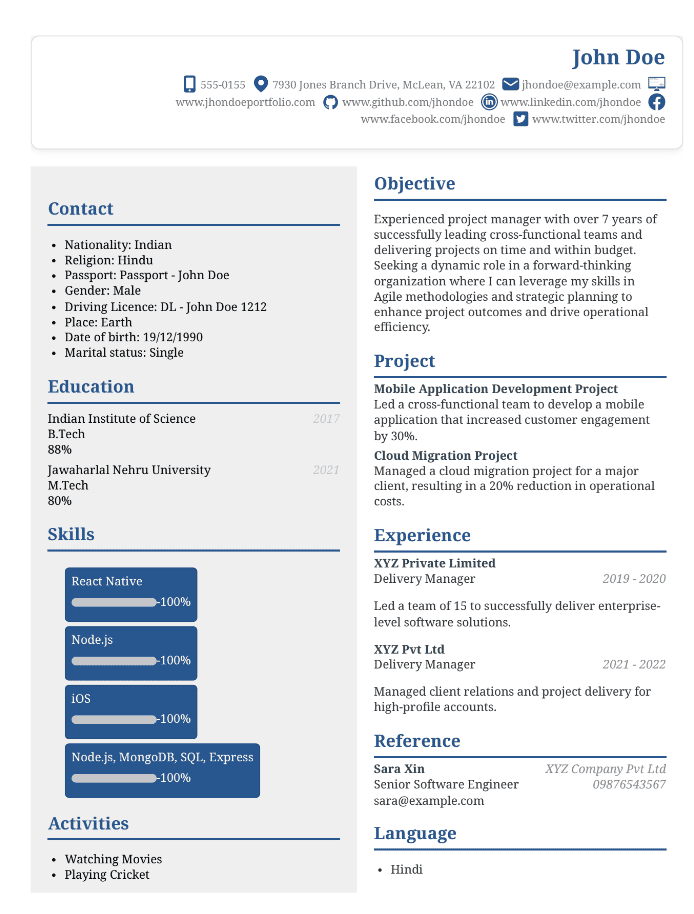 John Doe
555-0155 7930 Jones Branch Drive, McLean, VA 22102 jhondoe@example.com
www.jhondoeportfolio.com www.github.com/jhondoe www.linkedin.com/jhondoe
www.facebook.com/jhondoe www.twitter.com/jhondoe
Contact
• Nationality: Indian
• Religion: Hindu
• Passport: Passport - John Doe
• Gender: Male
• Driving Licence: DL - John Doe 1212
• Place: Earth
• Date of birth: 19/12/1990
• Marital status: Single
Education
Indian Institute of Science 2017
B.Tech
88%
Jawaharlal Nehru University 2021
M.Tech
80%
Skills
React Native
-100%
Node.js
-100%
iOS
-100%
Node.js, MongoDB, SQL, Express
-100%
Activities
• Watching Movies
• Playing Cricket
Objective
Experienced project manager with over 7 years of
successfully leading cross-functional teams and
delivering projects on time and within budget.
Seeking a dynamic role in a forward-thinking
organization where I can leverage my skills in
Agile methodologies and strategic planning to
enhance project outcomes and drive operational
efficiency.
Project
Mobile Application Development Project
Led a cross-functional team to develop a mobile
application that increased customer engagement
by 30%.
Cloud Migration Project
Managed a cloud migration project for a major
client, resulting in a 20% reduction in operational
costs.
Experience
XYZ Private Limited
Delivery Manager 2019 - 2020
Led a team of 15 to successfully deliver enterprise-
level software solutions.
XYZ Pvt Ltd
Delivery Manager 2021 - 2022
Managed client relations and project delivery for
high-profile accounts.
Reference
Sara Xin XYZ Company Pvt Ltd
Senior Software Engineer 09876543567
sara@example.com
Language
• Hindi